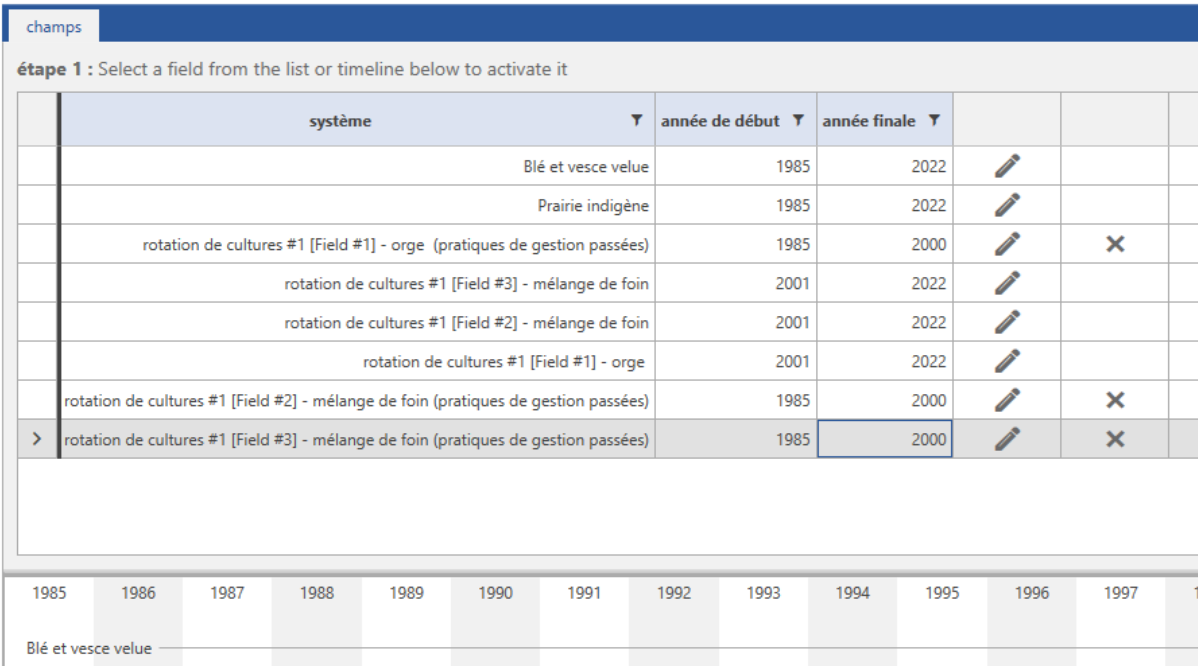 champs
étape 1 : Select a field from the list or timeline below to activate it
système année de début année finale
Blé et vesce velue 1985 2022
Prairie indigène 1985 2022
rotation de cultures #1 [Field #1] - orge (pratiques de gestion passées) 1985 2000
rotation de cultures #1 [Field #3] - mélange de foin 2001 2022
rotation de cultures #1 [Field #2] - mélange de foin 2001 2022
rotation de cultures #1 [Field #1] - orge 2001 2022
rotation de cultures #1 [Field #2] - mélange de foin (pratiques de gestion passées) 1985 2000
rotation de cultures #1 [Field #3] - mélange de foin (pratiques de gestion passées) 1985 2000
1985 1986 1987 1988 1989 1990 1991 1992 1993 1994 1995 1996 1997
Blé et vesce velue